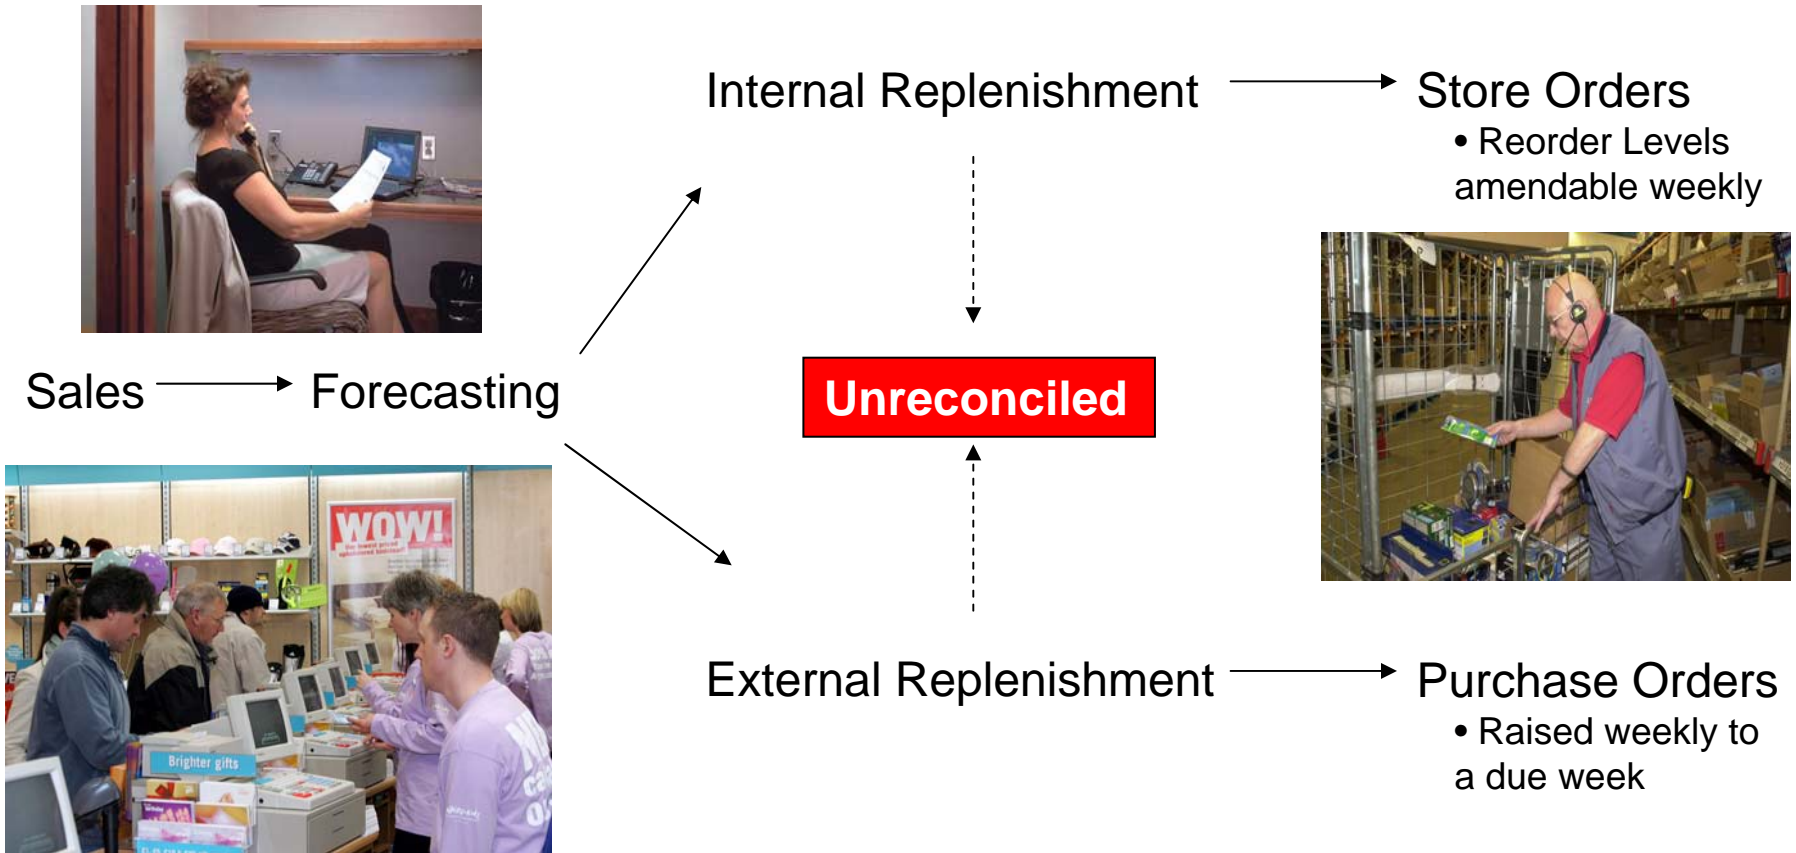 Internal Replenishment
Store Orders
• Reorder Levels
amendable weekly
Sales
Forecasting
Unreconciled
WOW!
Brighter gifts
External Replenishment
Purchase Orders
• Raised weekly to
a due week